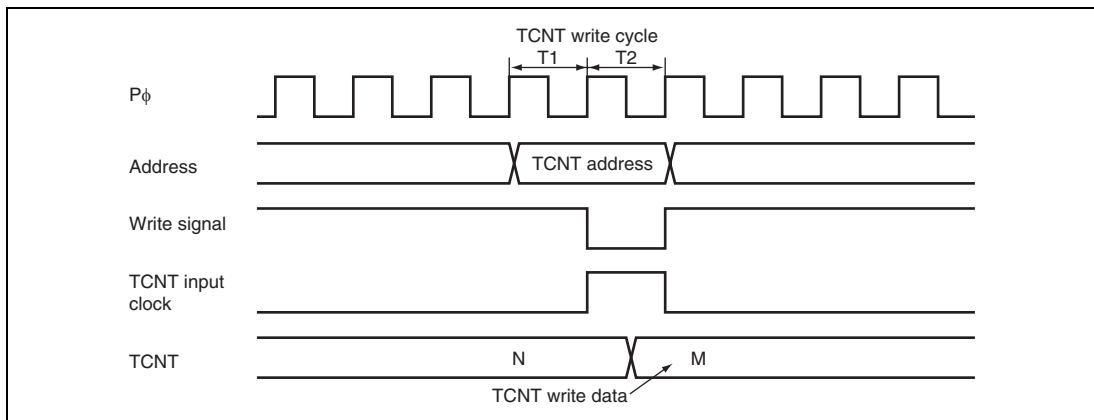 TCNT write cycle
T1 T2
Pϕ
Address
TCNT address
Write signal
TCNT input
clock
TCNT
N M
TCNT write data